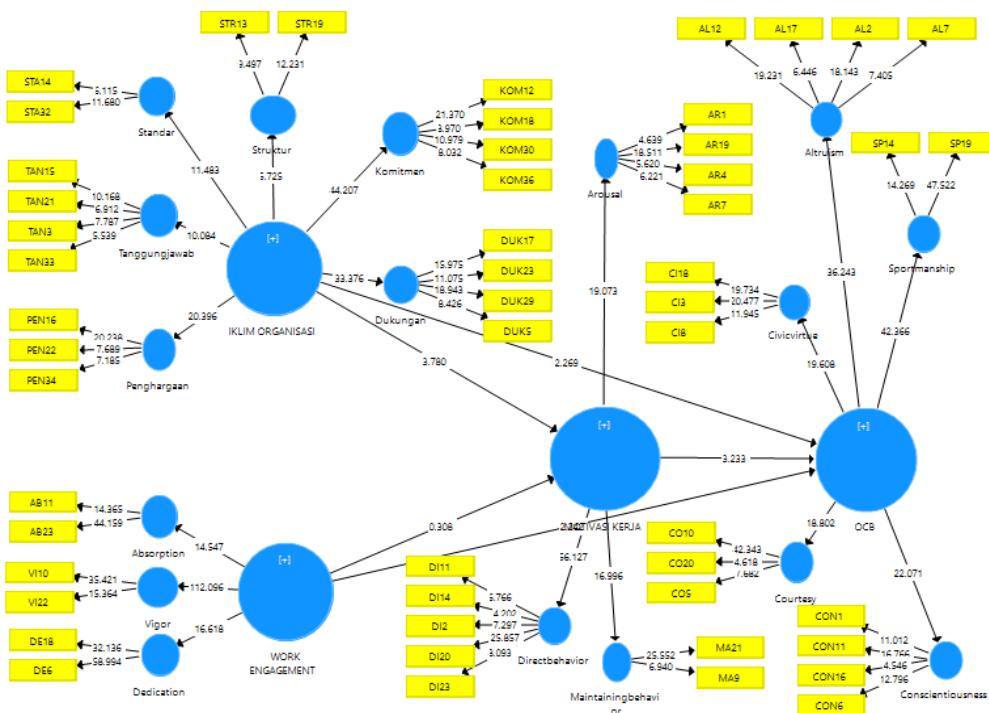 STR13
STR19
3.497
12.231
STA14
STA32
11.680
Standar
Struktur
11.483
5.725
KOM12
KOM18
KOM30
KOM36
21.370
3.970
10.979
8.032
Komitmen
44.207
TAN15
TAN21
TAN3
TAN33
10.168
6.912
7.787
5.539
Tanggungjawab
10.084
[+]
IKLIM ORGANISASI
33.376
Dukungan
DUK17
DUK23
DUK29
DUK5
15.975
11.075
18.943
8.426
PEN16
PEN22
PEN34
20.238
7.689
7.185
Penghargaan
20.396
3.780
2.269
AR1
AR19
AR4
AR7
4.639
18.511
5.620
6.221
Arousal
19.073
AL12
AL17
AL2
AL7
19.231
6.446
18.143
7.405
Altruism
36.243
SP14
SP19
14.269
47.522
Sportmanship
42.366
CI18
CI3
CI8
19.734
20.477
11.945
Civicvirtue
19.608
[+]
KERJA
3.233
[+]
OCB
AB11
AB23
14.365
44.159
Absorption
14.547
VI10
VI22
35.421
15.364
Vigor
112.096
DE18
DE6
32.136
58.994
Dedication
16.618
[+]
WORK
ENGAGEMENT
0.308
56.127
16.996
DI11
DI14
DI2
DI20
DI23
5.766
4.202
7.297
25.857
3.093
Directbehavior
MA21
MA9
25.552
6.940
Maintainingbehavi
or
CO10
CO20
CO5
42.343
4.618
7.682
Courtesy
18.802
22.071
CON1
CON11
CON16
CON6
11.012
16.766
4.546
12.796
Conscientiousness